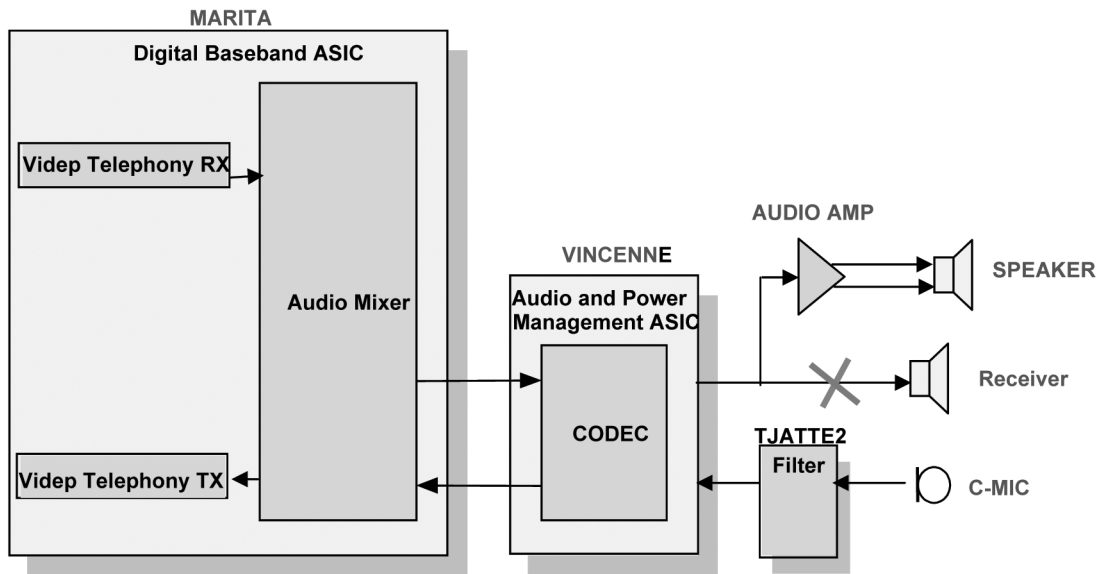 MARITA
Digital Baseband ASIC
Videp Telephony RX
Audio Mixer
Videp Telephony TX
VINCENNE
Audio and Power
Management ASIC
CODEC
AUDIO AMP
SPEAKER
Receiver
TJATTE2
Filter
C-MIC